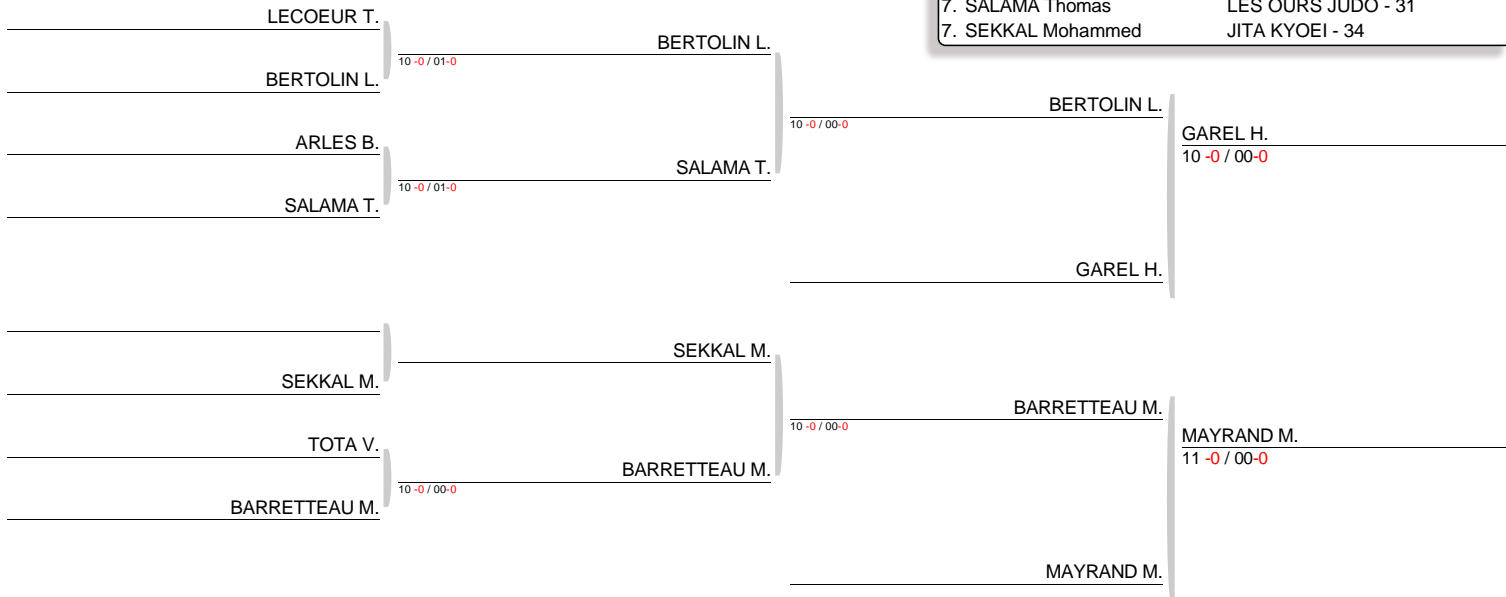 7. SALAMA Thomas LES OURS JUDO - 31
7. SEKKAL Mohammed JITA KYOEI - 34
LECOEUR T.
BERTOLIN L.
10 -0 / 01-0
BERTOLIN L.
BERTOLIN L.
10 -0 / 00-0
GAREL H.
10 -0 / 00-0
ARLES B.
SALAMA T.
10 -0 / 01-0
SALAMA T.
GAREL H.
SEKKAL M.
SEKKAL M.
BARRETTEAU M.
10 -0 / 00-0
MAYRAND M.
11 -0 / 00-0
TOTA V.
BARRETTEAU M.
10 -0 / 00-0
BARRETTEAU M.
MAYRAND M.